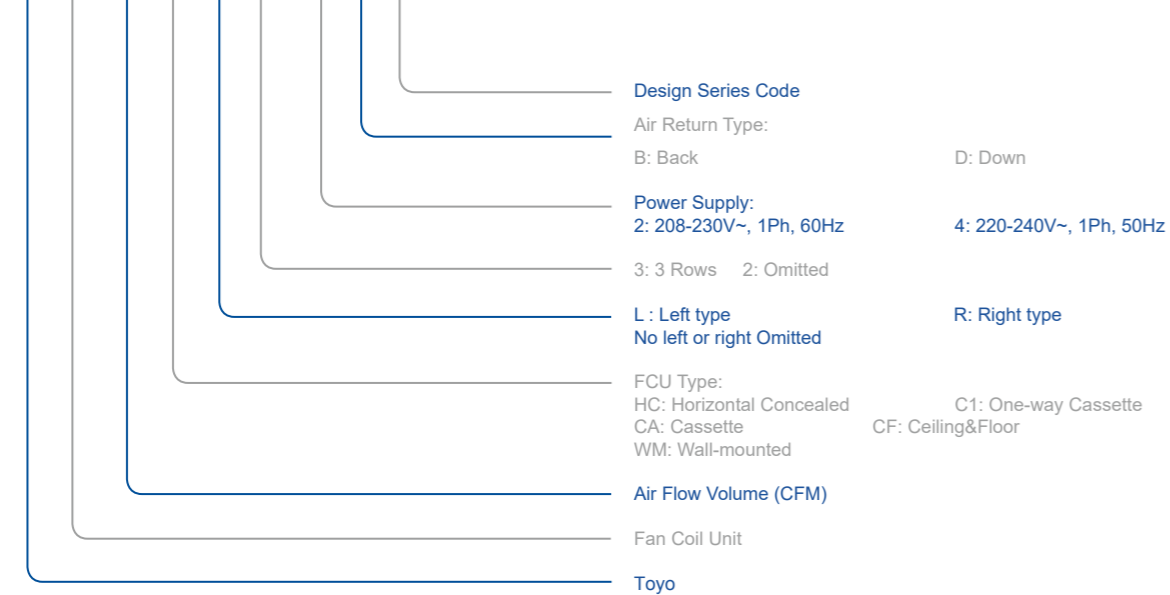 Design Series Code
Air Return Type:
B: Back D: Down
Power Supply:
2: 208-230V~, 1Ph, 60Hz 4: 220-240V~, 1Ph, 50Hz
3: 3 Rows 2: Omitted
L : Left type R: Right type
No left or right Omitted
FCU Type:
HC: Horizontal Concealed C1: One-way Cassette
CA: Cassette CF: Ceiling&Floor
WM: Wall-mounted
Air Flow Volume (CFM)
Fan Coil Unit
Toyo